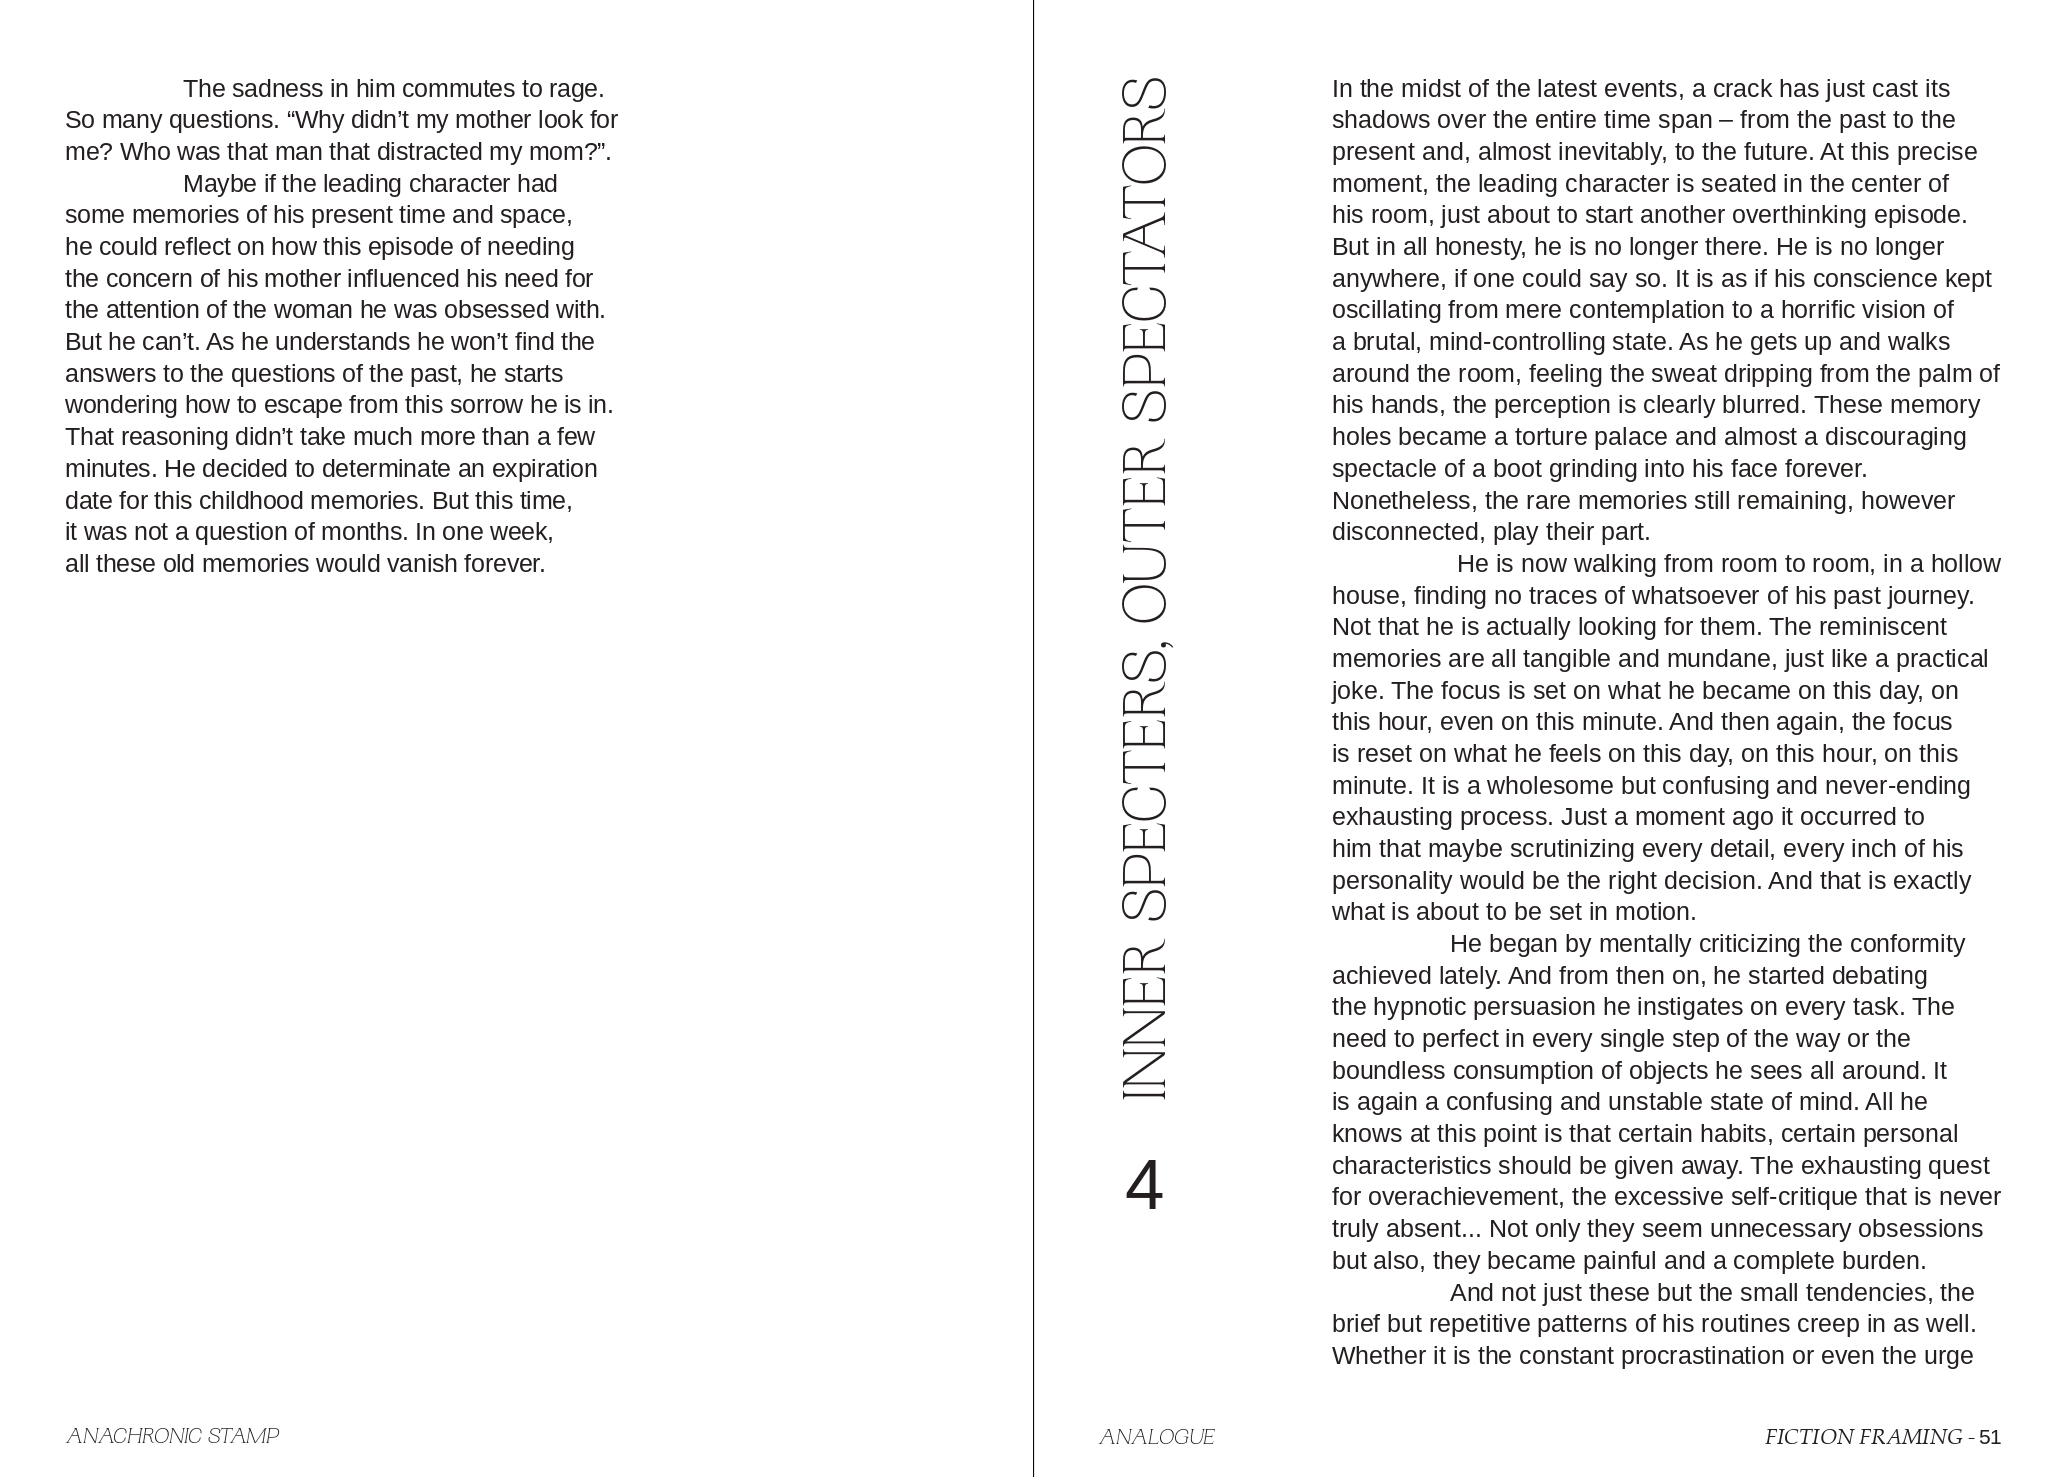 The sadness in him commutes to rage.
So many questions. “Why didn’t my mother look for
me? Who was that man that distracted my mom?”.
Maybe if the leading character had
some memories of his present time and space,
he could reflect on how this episode of needing
the concern of his mother influenced his need for
the attention of the woman he was obsessed with.
But he can’t. As he understands he won’t find the
answers to the questions of the past, he starts
wondering how to escape from this sorrow he is in.
That reasoning didn’t take much more than a few
minutes. He decided to determinate an expiration
date for this childhood memories. But this time,
it was not a question of months. In one week,
all these old memories would vanish forever.
ANACHRONIC STAMP
INNER SPECTERS, OUTER SPECTATORS
4
In the midst of the latest events, a crack has just cast its
shadows over the entire time span – from the past to the
present and, almost inevitably, to the future. At this precise
moment, the leading character is seated in the center of
his room, just about to start another overthinking episode.
But in all honesty, he is no longer there. He is no longer
anywhere, if one could say so. It is as if his conscience kept
oscillating from mere contemplation to a horrific vision of
a brutal, mind-controlling state. As he gets up and walks
around the room, feeling the sweat dripping from the palm of
his hands, the perception is clearly blurred. These memory
holes became a torture palace and almost a discouraging
spectacle of a boot grinding into his face forever.
Nonetheless, the rare memories still remaining, however
disconnected, play their part.
He is now walking from room to room, in a hollow
house, finding no traces of whatsoever of his past journey.
Not that he is actually looking for them. The reminiscent
memories are all tangible and mundane, just like a practical
joke. The focus is set on what he became on this day, on
this hour, even on this minute. And then again, the focus
is reset on what he feels on this day, on this hour, on this
minute. It is a wholesome but confusing and never-ending
exhausting process. Just a moment ago it occurred to
him that maybe scrutinizing every detail, every inch of his
personality would be the right decision. And that is exactly
what is about to be set in motion.
He began by mentally criticizing the conformity
achieved lately. And from then on, he started debating
the hypnotic persuasion he instigates on every task. The
need to perfect in every single step of the way or the
boundless consumption of objects he sees all around. It
is again a confusing and unstable state of mind. All he
knows at this point is that certain habits, certain personal
characteristics should be given away. The exhausting quest
for overachievement, the excessive self-critique that is never
truly absent... Not only they seem unnecessary obsessions
but also, they became painful and a complete burden.
And not just these but the small tendencies, the
brief but repetitive patterns of his routines creep in as well.
Whether it is the constant procrastination or even the urge
ANALOGUE
FICTION FRAMING - 51